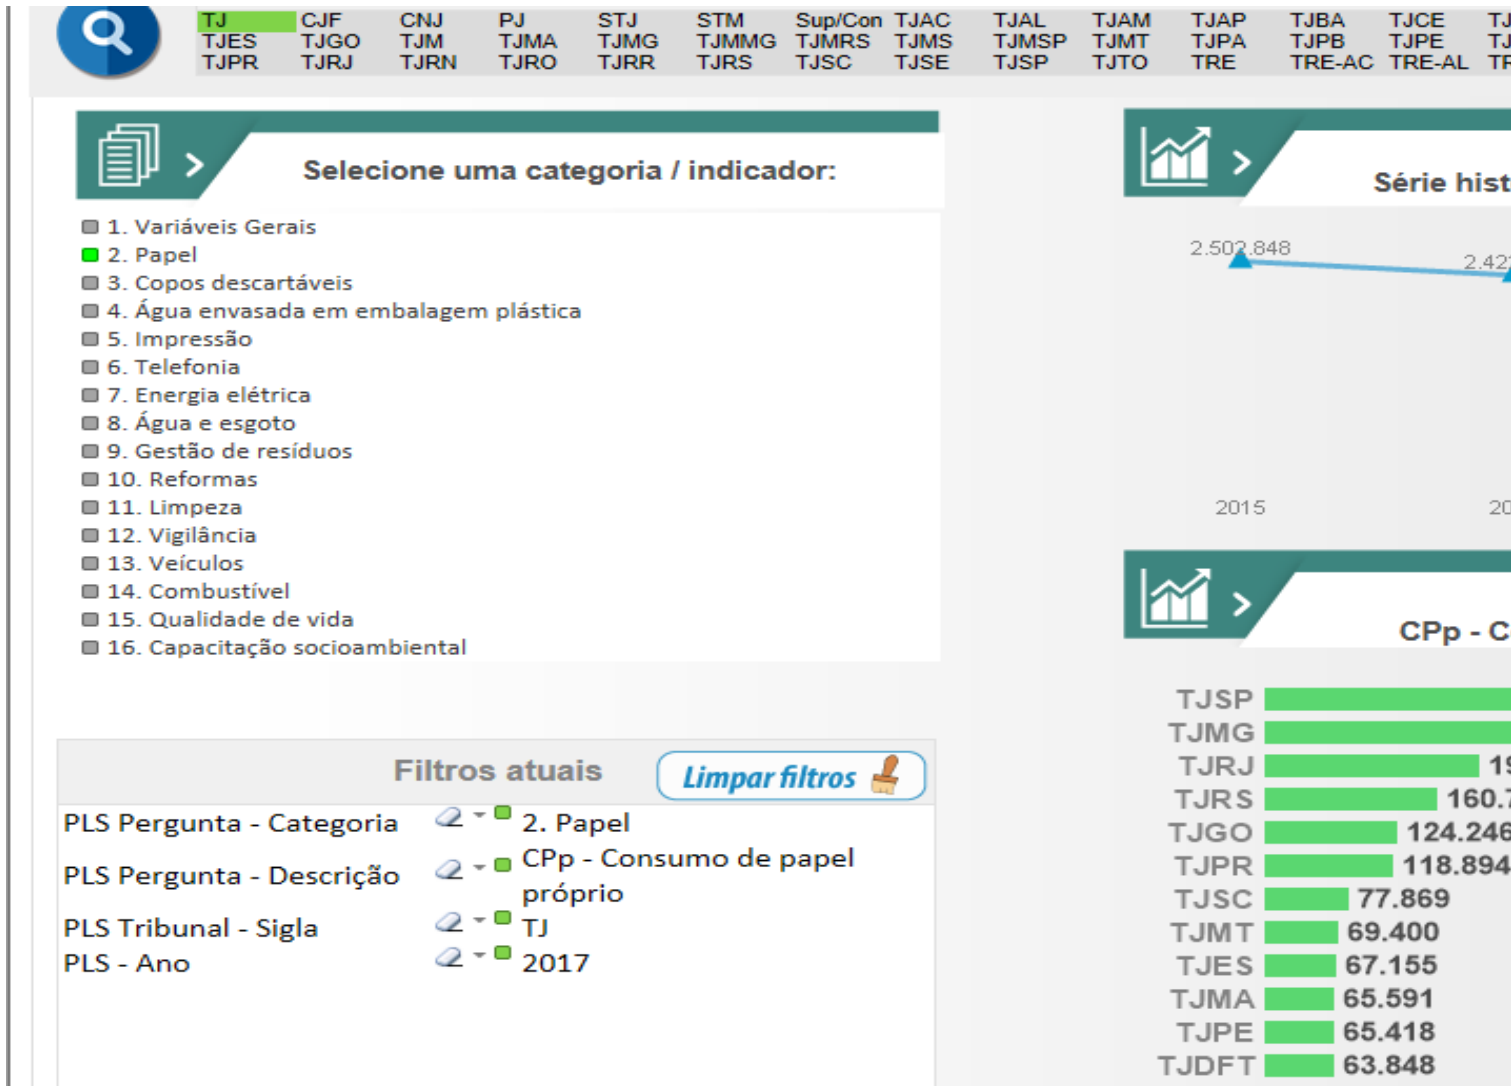 TJ CJF CNJ PJ STJ STM Sup/Con TJAC TJAL TJAM TJAP TJBA TJCE
TJES TJGO TJM TJMA TJMG TJMMG TJMRS TJMS TJMSP TJMT TJPA TJPB TJPE
TJPR TJRJ TJRN TJRO TJRR TJRS TJSC TJSE TJSP TJTO TRE TRE-AC TRE-AL
Selecione uma categoria / indicador:
1. Variáveis Gerais
2. Papel
3. Copos descartáveis
4. Água envasada em embalagem plástica
5. Impressão
6. Telefonia
7. Energia elétrica
8. Água e esgoto
9. Gestão de resíduos
10. Reformas
11. Limpeza
12. Vigilância
13. Veículos
14. Combustível
15. Qualidade de vida
16. Capacitação socioambiental
Filtros atuais Limpar filtros
PLS Pergunta - Categoria 2. Papel
PLS Pergunta - Descrição CPp - Consumo de papel
próprio
PLS Tribunal - Sigla TJ
PLS - Ano 2017
Série
2.502.848
2015
CPp -
TJSP
TJMG
TJRJ
TJRS
TJGO 124.246
TJPR 118.894
TJSC 77.869
TJMT 69.400
TJES 67.155
TJMA 65.591
TJPE 65.418
TJDFT 63.848